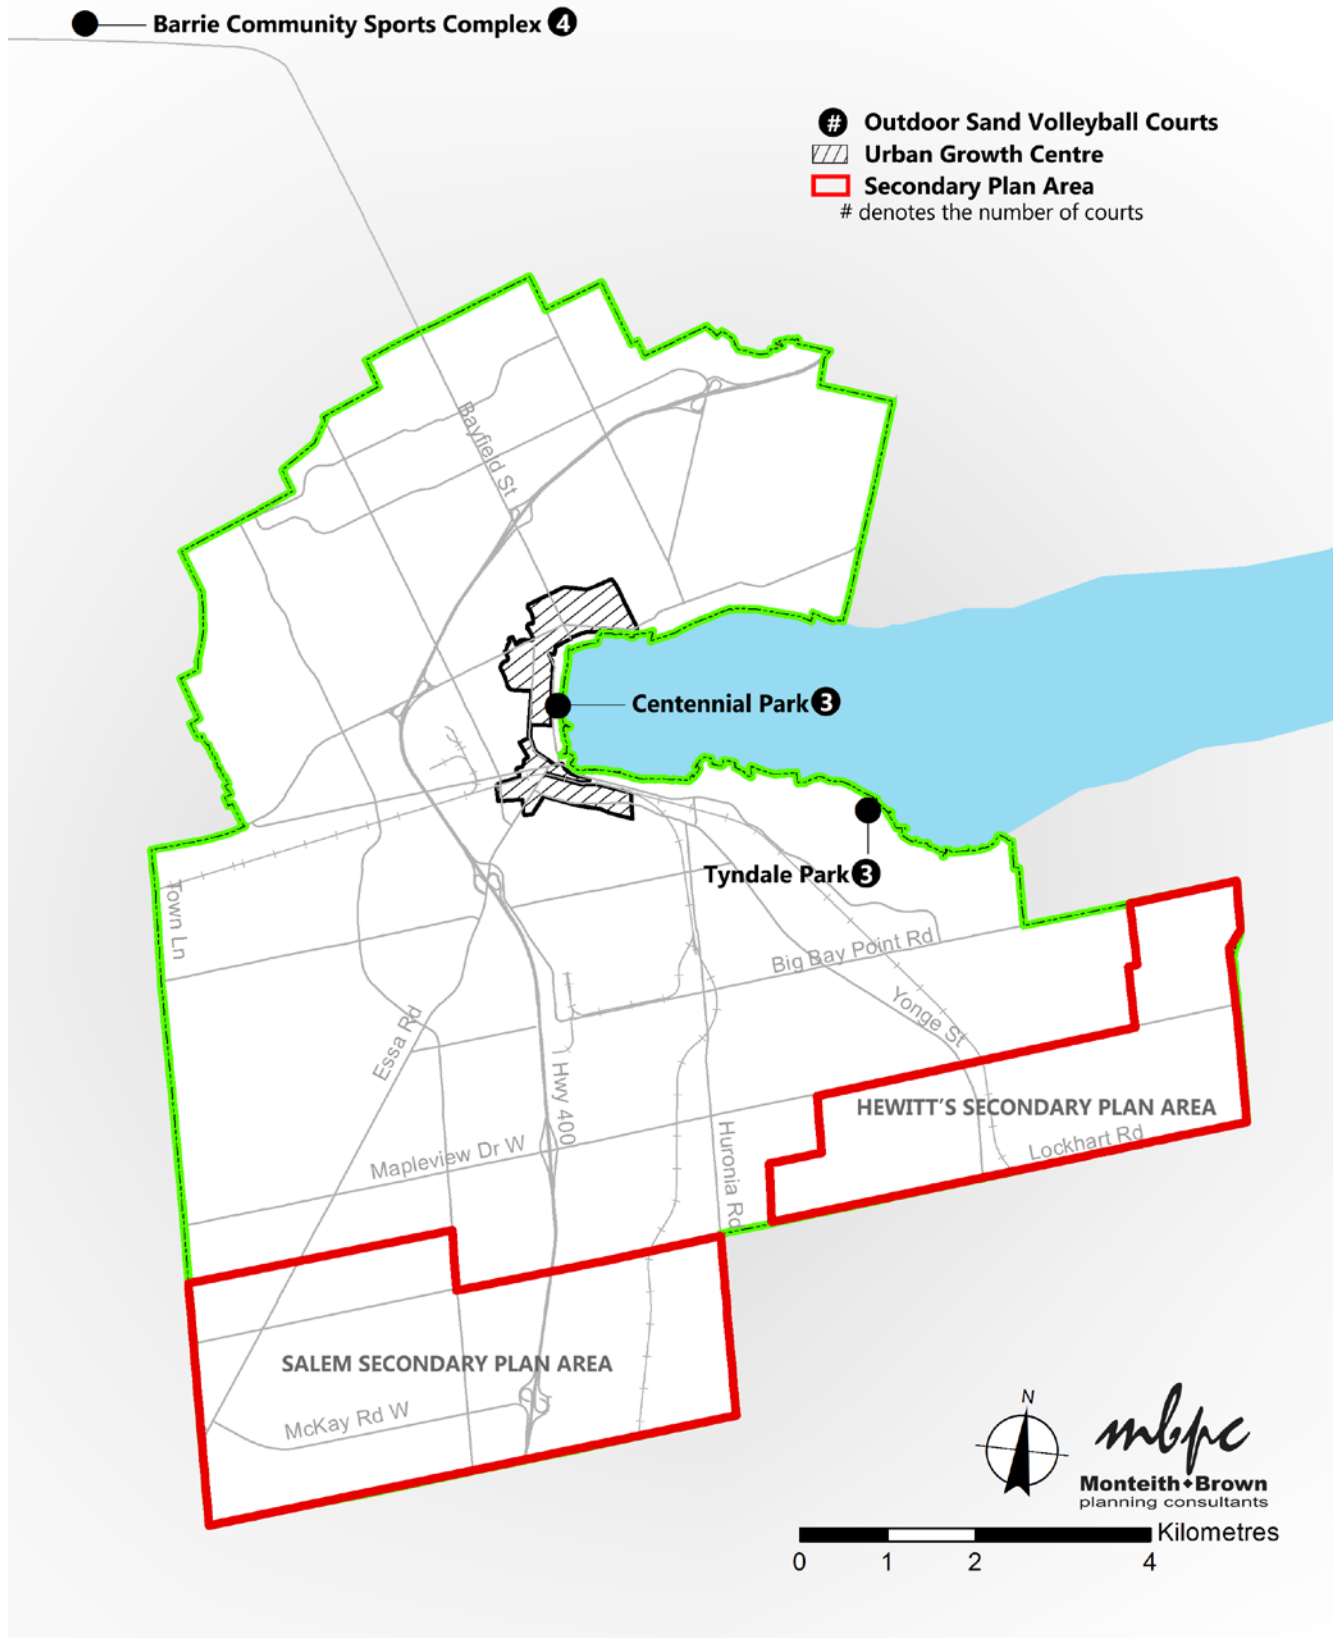 Barrie Community Sports Complex 4
# Outdoor Sand Volleyball Courts
Urban Growth Centre
Secondary Plan Area
# denotes the number of courts
Bayfield St
Centennial Park 3
Tyndale Park 3
Town Ln
Big Bay Point Rd
Yonge St
Essa Rd
Hwy 400
HEWITT'S SECONDARY PLAN AREA
Lockhart Rd
Mapleview Dr W
Huronia Rd
SALEM SECONDARY PLAN AREA
McKay Rd W
N
mbpc
Monteith♦Brown
planning consultants
Kilometres
0 1 2 4